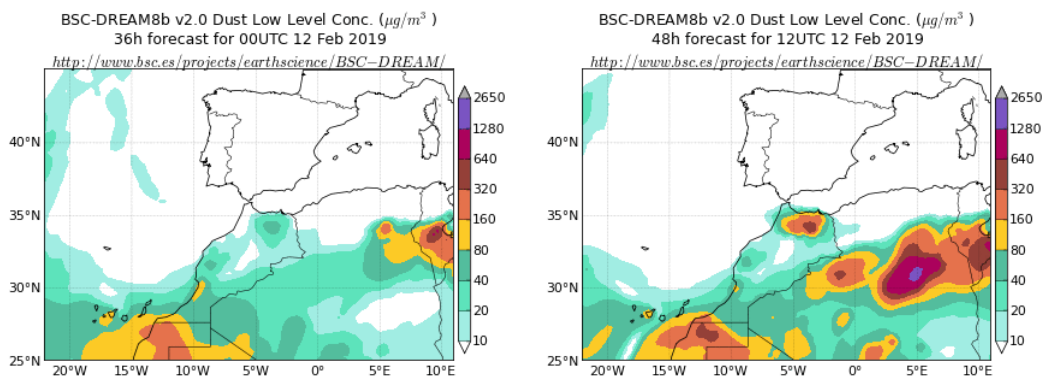 BSC-DREAM8b v2.0 Dust Low Level Conc. (μg/m³ )
36h forecast for 00UTC 12 Feb 2019
http://www.bsc.es/projects/earthscience/BSC−DREAM/
40°N
35°N
30°N
25°N
20°W
15°W
10°W
5°W
0°
5°E
10°E
2650
1280
640
320
160
80
40
20
10
BSC-DREAM8b v2.0 Dust Low Level Conc. (μg/m³ )
48h forecast for 12UTC 12 Feb 2019
http://www.bsc.es/projects/earthscience/BSC−DREAM/
40°N
35°N
30°N
25°N
20°W
15°W
10°W
5°W
0°
5°E
10°E
2650
1280
640
320
160
80
40
20
10